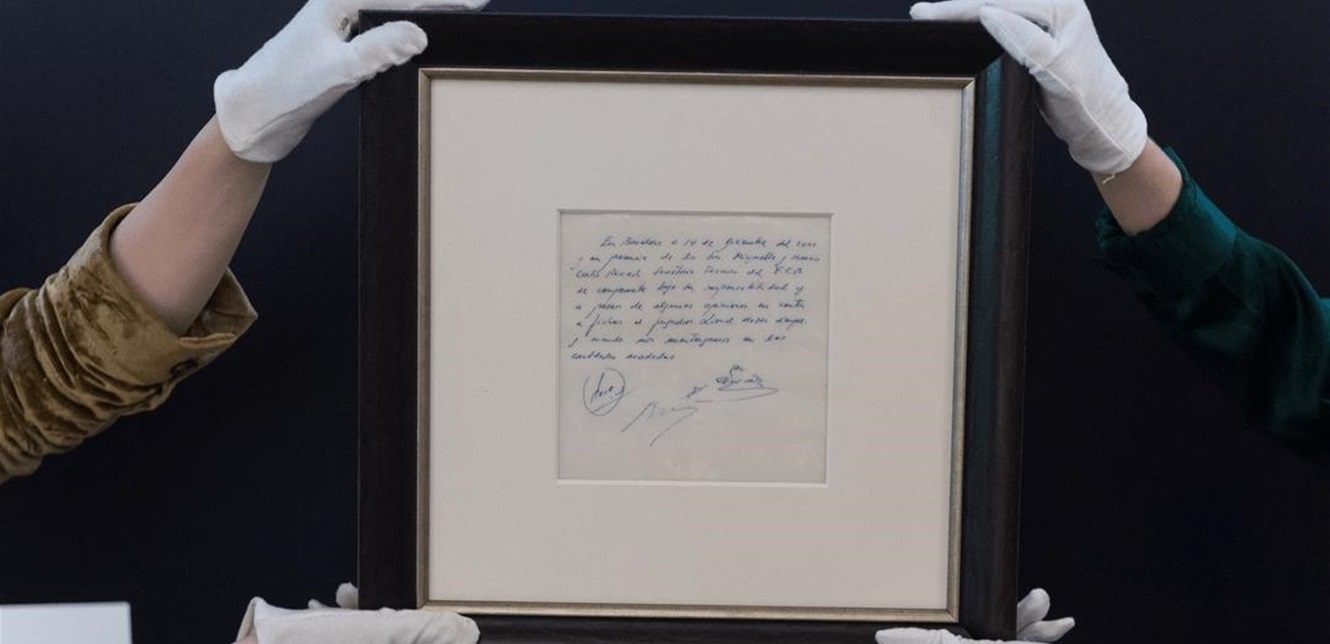 En Barcelona a 14 de diciembre del 2000
y en presencia de los Srs Minguella y Horacio
Carles Rexach Secretario Técnico del F.C.B
se compromete bajo su responsabilidad y
a pesar de algunas opiniones en contra
a fichar al jugador Lionel Messi siempre
y cuando nos mantengamos en las
cantidades acordadas